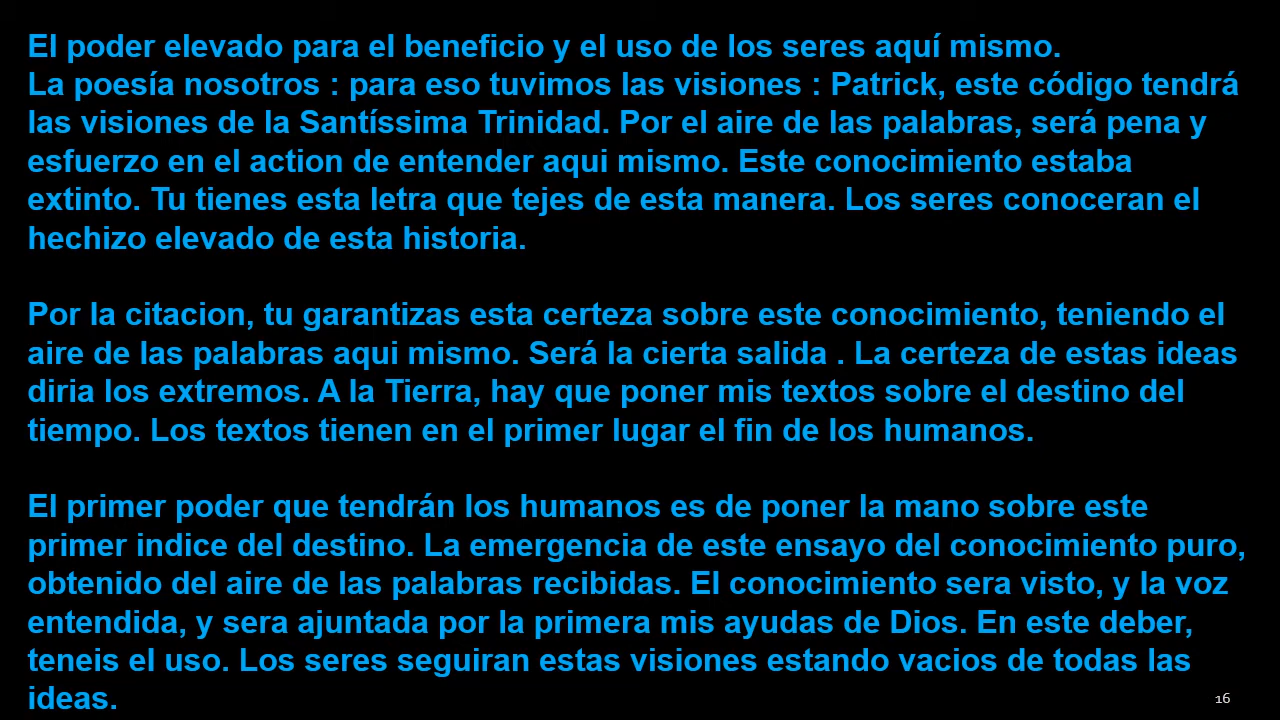 El poder elevado para el beneficio y el uso de los seres aquí mismo.
La poesía nosotros : para eso tuvimos las visiones : Patrick, este código tendrá
las visiones de la Santíssima Trinidad. Por el aire de las palabras, será pena y
esfuerzo en el action de entender aqui mismo. Este conocimiento estaba
extinto. Tu tienes esta letra que tejes de esta manera. Los seres conoceran el
hechizo elevado de esta historia.

Por la citacion, tu garantizas esta certeza sobre este conocimiento, teniendo el
aire de las palabras aqui mismo. Será la cierta salida . La certeza de estas ideas
diria los extremos. A la Tierra, hay que poner mis textos sobre el destino del
tiempo. Los textos tienen en el primer lugar el fin de los humanos.

El primer poder que tendrán los humanos es de poner la mano sobre este
primer indice del destino. La emergencia de este ensayo del conocimiento puro,
obtenido del aire de las palabras recibidas. El conocimiento sera visto, y la voz
entendida, y sera ajuntada por la primera mis ayudas de Dios. En este deber,
teneis el uso. Los seres seguiran estas visiones estando vacios de todas las
ideas.
16